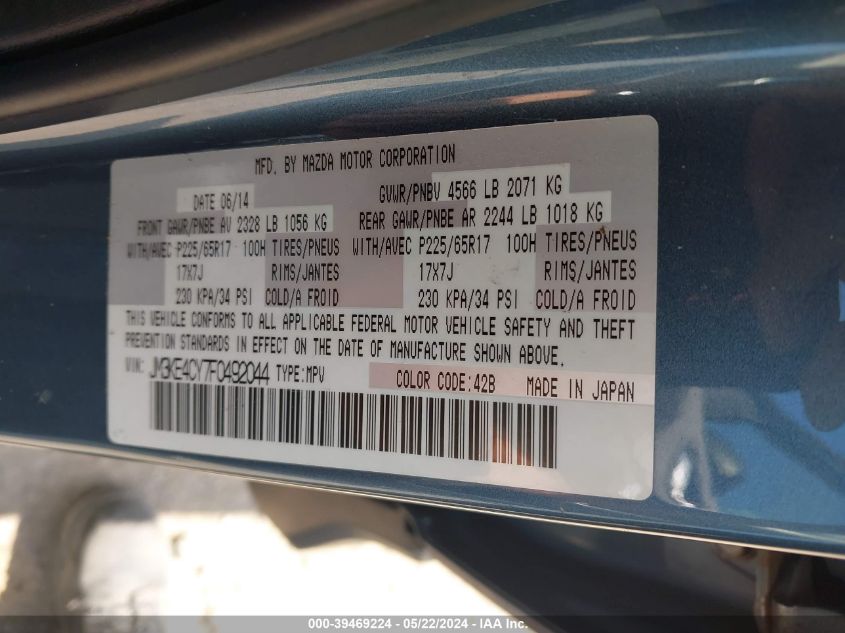 MFD. BY MAZDA MOTOR CORPORATION
DATE 06/14 GVWR/PNBV 4566 LB 2071 KG
FRONT GAWR/PNBE AV 2328 LB 1056 KG REAR GAWR/PNBE AR 2244 LB 1018 KG
WITH/AVEC P225/65R17 100H TIRES/PNEUS WITH/AVEC P225/65R17 100H TIRES/PNEUS
17X7J RIMS/JANTES 17X7J RIMS/JANTES
230 KPA/34 PSI COLD/A FROID 230 KPA/34 PSI COLD/A FROID
THIS VEHICLE CONFORMS TO ALL APPLICABLE FEDERAL MOTOR VEHICLE SAFETY AND THEFT
PREVENTION STANDARDS IN EFFECT ON THE DATE OF MANUFACTURE SHOWN ABOVE.
VIN: JM3KE4CY7F0492044 TYPE:MPV COLOR CODE:42B MADE IN JAPAN
000-39469224 - 05/22/2024 - IAAI.COM